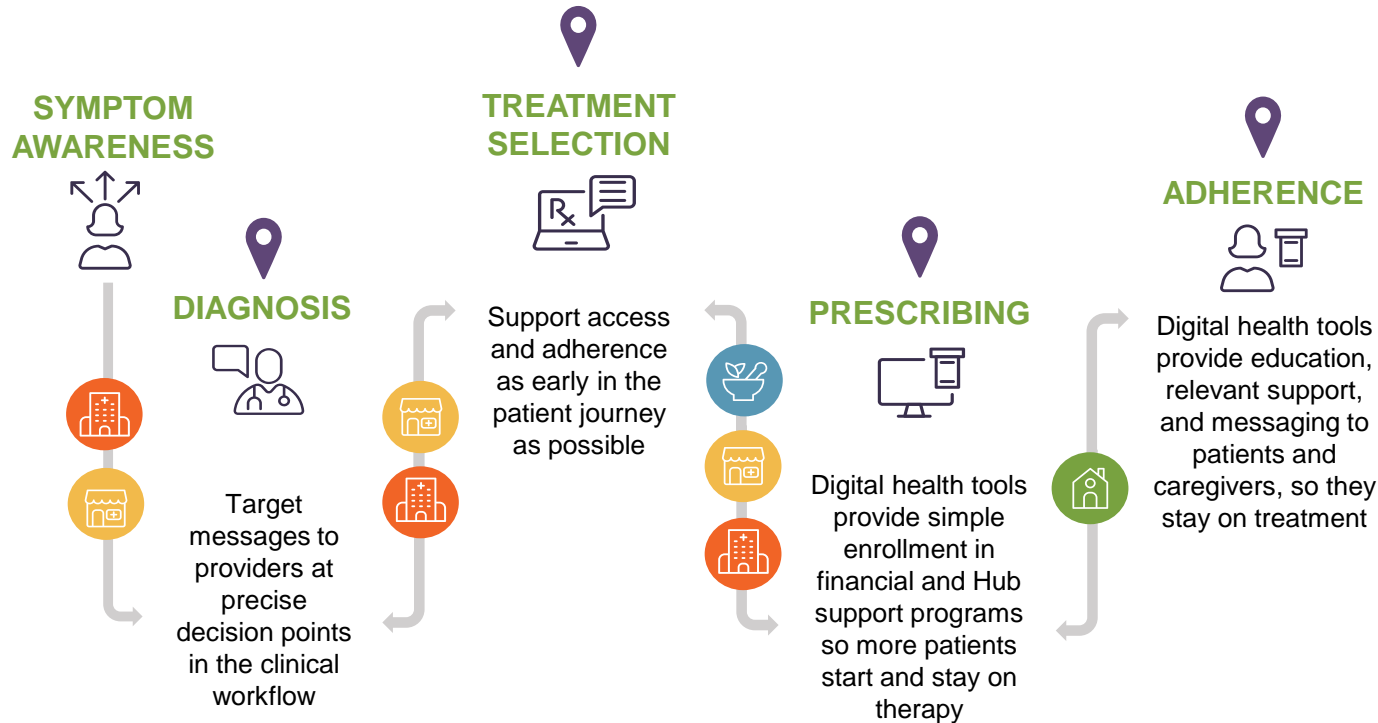 SYMPTOM
AWARENESS
DIAGNOSIS
Target
messages to
providers at
precise
decision points
in the clinical
workflow
TREATMENT
SELECTION
Rx
Support access
and adherence
as early in the
patient journey
as possible
PRESCRIBING
Digital health tools
provide simple
enrollment in
financial and Hub
support programs
so more patients
start and stay on
therapy
ADHERENCE
Digital health tools
provide education,
relevant support,
and messaging to
patients and
caregivers, so they
stay on treatment